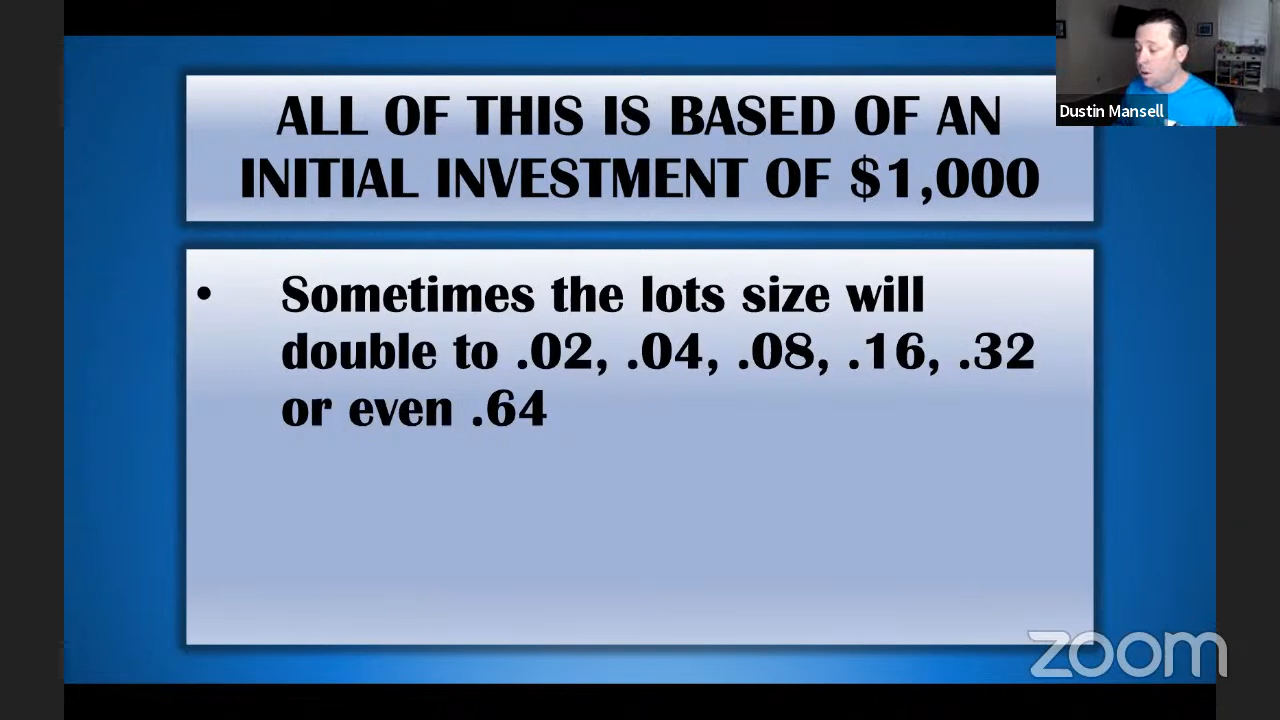 ALL OF THIS IS BASED OF AN
INITIAL INVESTMENT OF $1,000
Dustin Mansell
• Sometimes the lots size will
double to .02, .04, .08, .16, .32
or even .64
zoom